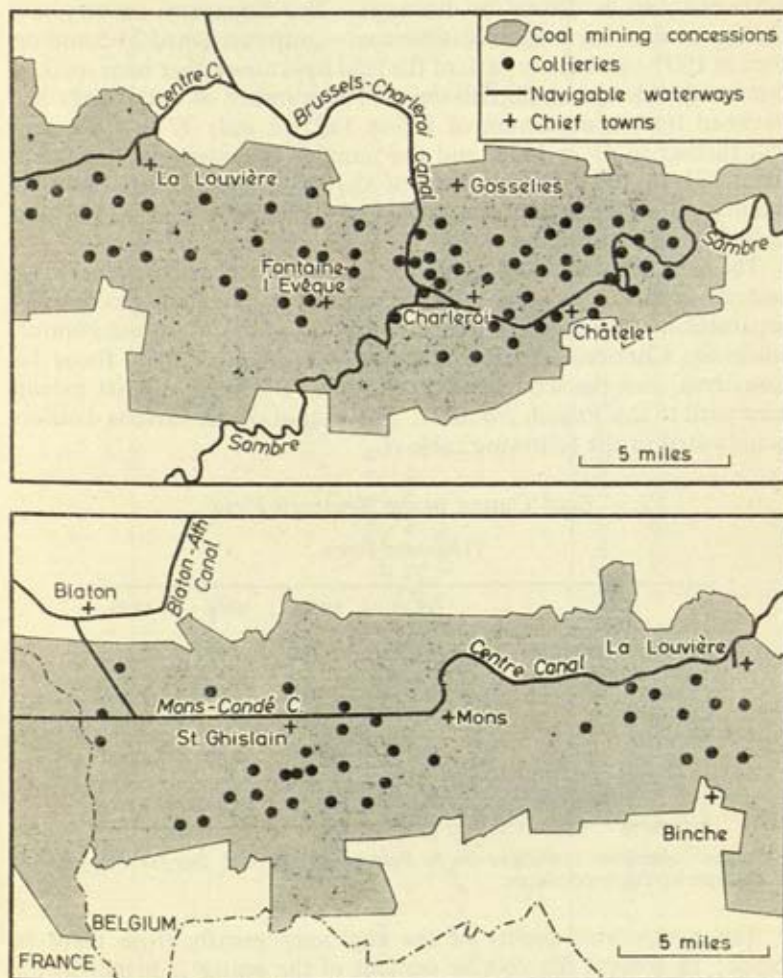 Coal mining concessions
Collieries
Navigable waterways
Chief towns
Centre C.
Brussels-Charleroi
Canal
La Louvière
Gosselies
Sambre
Fontaine
l'Evêque
Charleroi
Châtelet
Sambre
5 miles
Blaton-Ath
Canal
Blaton
La Louvière
Centre Canal
Mons-Condé C.
Mons
St. Ghislain
Binche
BELGIUM
FRANCE
5 miles